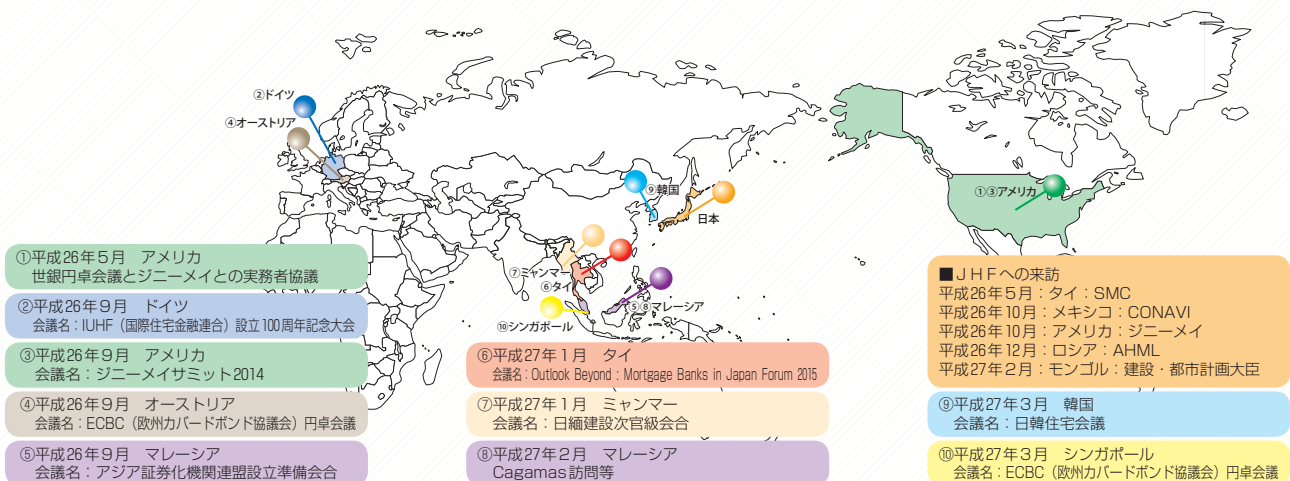 ②ドイツ
④オーストリア
⑨韓国
日本
①③アメリカ
⑦ミャンマー
⑥タイ
⑤⑧マレーシア
⑩シンガポール
①平成26年5月　アメリカ
世銀円卓会議とジニーメイとの実務者協議
②平成26年9月　ドイツ
会議名：IUHF（国際住宅金融連合）設立100周年記念大会
③平成26年9月　アメリカ
会議名：ジニーメイサミット2014
④平成26年9月　オーストリア
会議名：ECBC（欧州カバードボンド協議会）円卓会議
⑤平成26年9月　マレーシア
会議名：アジア証券化機関連盟設立準備会合
⑥平成27年1月　タイ
会議名：Outlook Beyond：Mortgage Banks in Japan Forum 2015
⑦平成27年1月　ミャンマー
会議名：日緬建設次官級会合
⑧平成27年2月　マレーシア
Cagamas訪問等
■JHFへの来訪
平成26年5月：タイ：SMC
平成26年10月：メキシコ：CONAVI
平成26年10月：アメリカ：ジニーメイ
平成26年12月：ロシア：AHML
平成27年2月：モンゴル：建設・都市計画大臣
⑨平成27年3月　韓国
会議名：日韓住宅会議
⑩平成27年3月　シンガポール
会議名：ECBC（欧州カバードボンド協議会）円卓会議